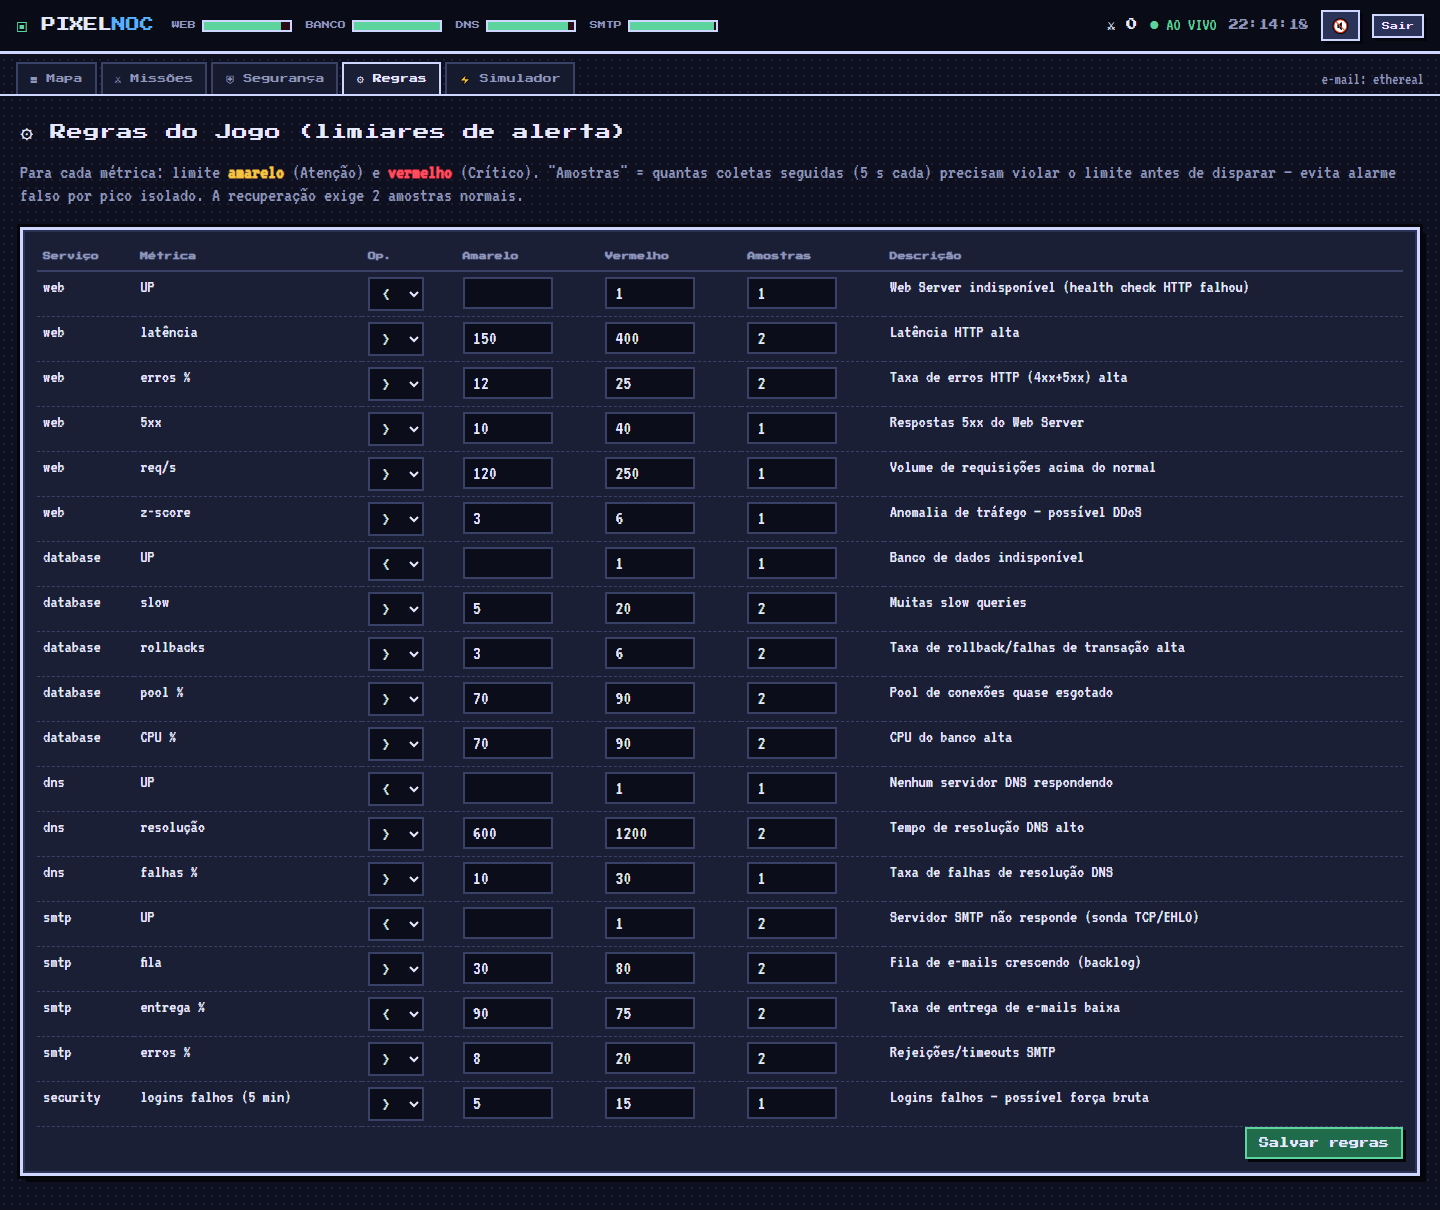 PIXELNOC WEB BANCO DNS SMTP 0 AO VIVO 22:14:18 Sair
Mapa Missões Segurança Regras Simulador e-mail: ethereal
Regras do Jogo (limiares de alerta)
Para cada métrica: limite amarelo (Atenção) e vermelho (Crítico). "Amostras" = quantas coletas seguidas (5 s cada) precisam violar o limite antes de disparar — evita alarme
falso por pico isolado. A recuperação exige 2 amostras normais.
Serviço Métrica Op. Amarelo Vermelho Amostras Descrição
web UP < 1 1 Web Server indisponível (health check HTTP falhou)
web latência > 150 400 2 Latência HTTP alta
web erros % > 12 25 2 Taxa de erros HTTP (4xx+5xx) alta
web 5xx > 10 40 1 Respostas 5xx do Web Server
web req/s > 120 250 1 Volume de requisições acima do normal
web z-score > 3 6 1 Anomalia de tráfego — possível DDoS
database UP < 1 1 Banco de dados indisponível
database slow > 5 20 2 Muitas slow queries
database rollbacks > 3 6 2 Taxa de rollback/falhas de transação alta
database pool % > 70 90 2 Pool de conexões quase esgotado
database CPU % > 70 90 2 CPU do banco alta
dns UP < 1 1 Nenhum servidor DNS respondendo
dns resolução > 600 1200 2 Tempo de resolução DNS alto
dns falhas % > 10 30 1 Taxa de falhas de resolução DNS
smtp UP < 1 2 Servidor SMTP não responde (sonda TCP/EHLO)
smtp fila > 30 80 2 Fila de e-mails crescendo (backlog)
smtp entrega % < 90 75 2 Taxa de entrega de e-mails baixa
smtp erros % > 8 20 2 Rejeições/timeouts SMTP
security logins falhos (5 min) > 5 15 1 Logins falhos — possível força bruta
Salvar regras